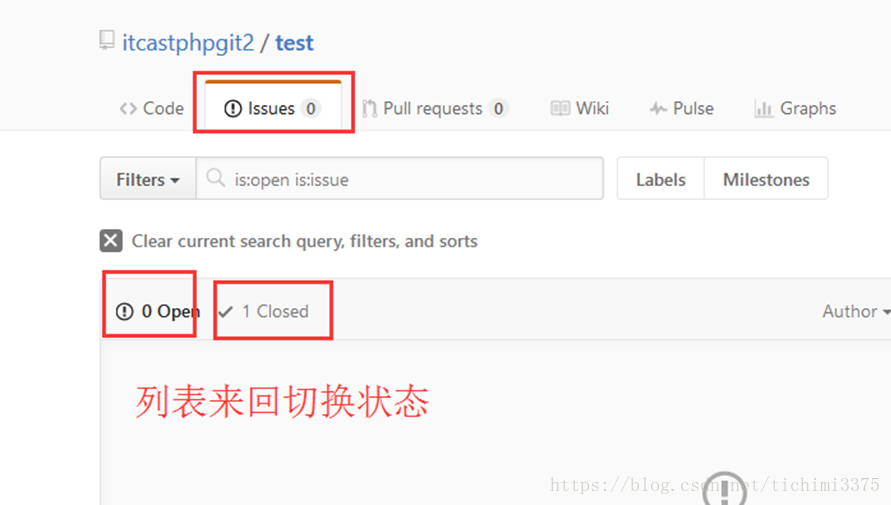 itcastphpgit2 / test
Code Issues 0 Pull requests 0 Wiki Pulse Graphs
Filters is:open is:issue Labels Milestones
Clear current search query, filters, and sorts
0 Open 1 Closed Author
列表来回切换状态
https://blog.csdn.net/tichimi3375